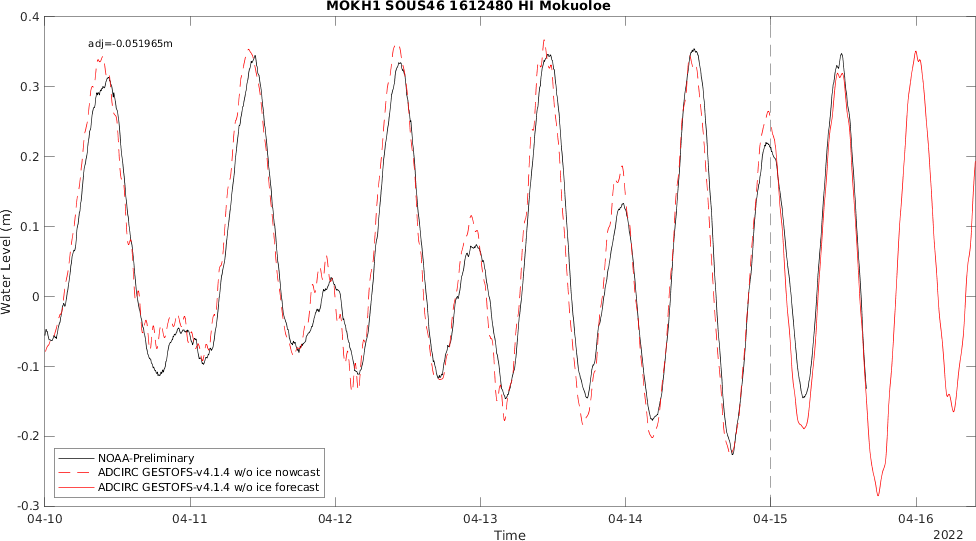 MOKH1 SOUS46 1612480 HI Mokuoloe
adj=-0.051965m
0.4
0.3
0.2
0.1
0
-0.1
-0.2
-0.3
Water Level (m)
NOAA-Preliminary
ADCIRC GESTOFS-v4.1.4 w/o ice nowcast
ADCIRC GESTOFS-v4.1.4 w/o ice forecast
04-10 04-11 04-12 04-13 04-14 04-15 04-16
Time
2022